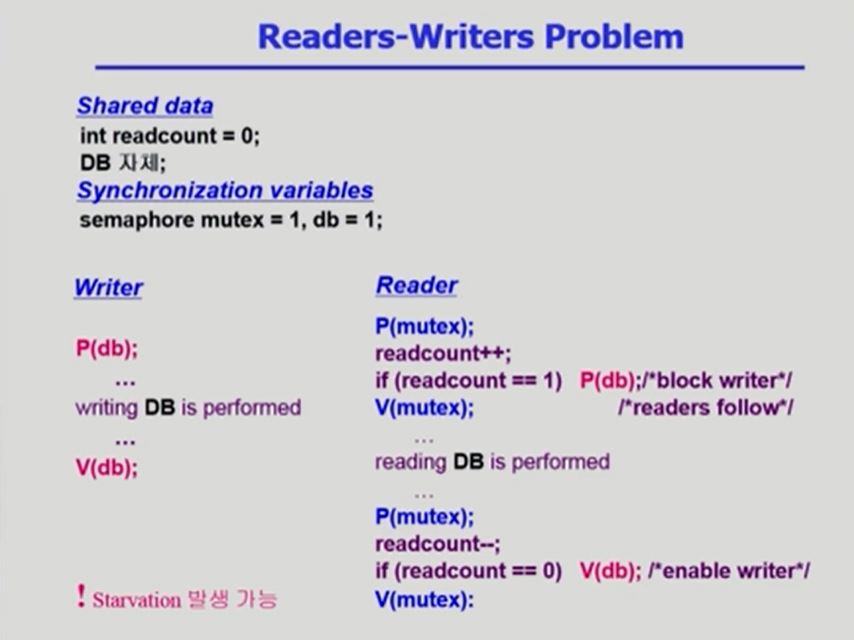 Readers-Writers Problem
Shared data
int readcount = 0;
DB 자체;
Synchronization variables
semaphore mutex = 1, db = 1;
Writer
P(db);
...
writing DB is performed
...
V(db);
! Starvation 발생 가능
Reader
P(mutex);
readcount++;
if (readcount == 1) P(db);/*block writer*/
V(mutex); /*readers follow*/
...
reading DB is performed
...
P(mutex);
readcount--;
if (readcount == 0) V(db); /*enable writer*/
V(mutex):